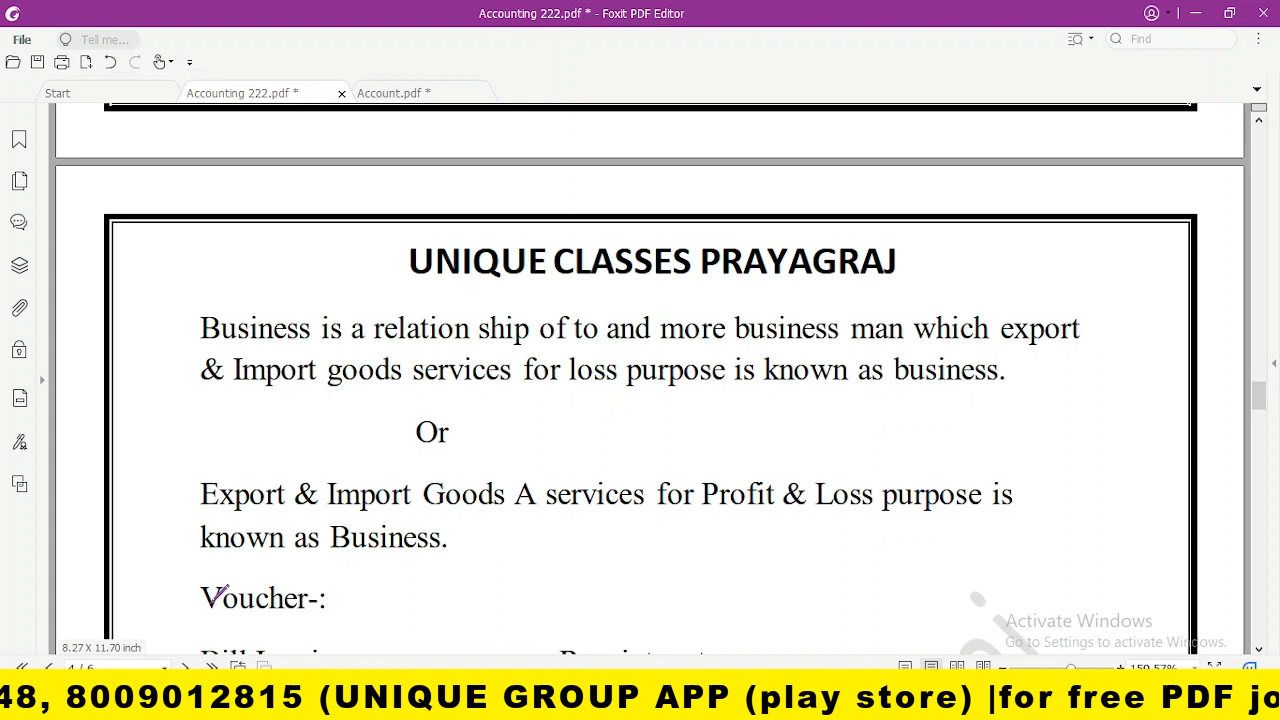 Accounting 222.pdf * - Foxit PDF Editor
File
Tell me...
Find
Start
Accounting 222.pdf *
Account.pdf *
UNIQUE CLASSES PRAYAGRAJ
Business is a relation ship of to and more business man which export
& Import goods services for loss purpose is known as business.
Or
Export & Import Goods A services for Profit & Loss purpose is
known as Business.
Voucher-:
Activate Windows
Go to Settings to activate Windows.
8.27 X 11.70 inch
4 / 6
159.57%
48, 8009012815 (UNIQUE GROUP APP (play store) |for free PDF jo